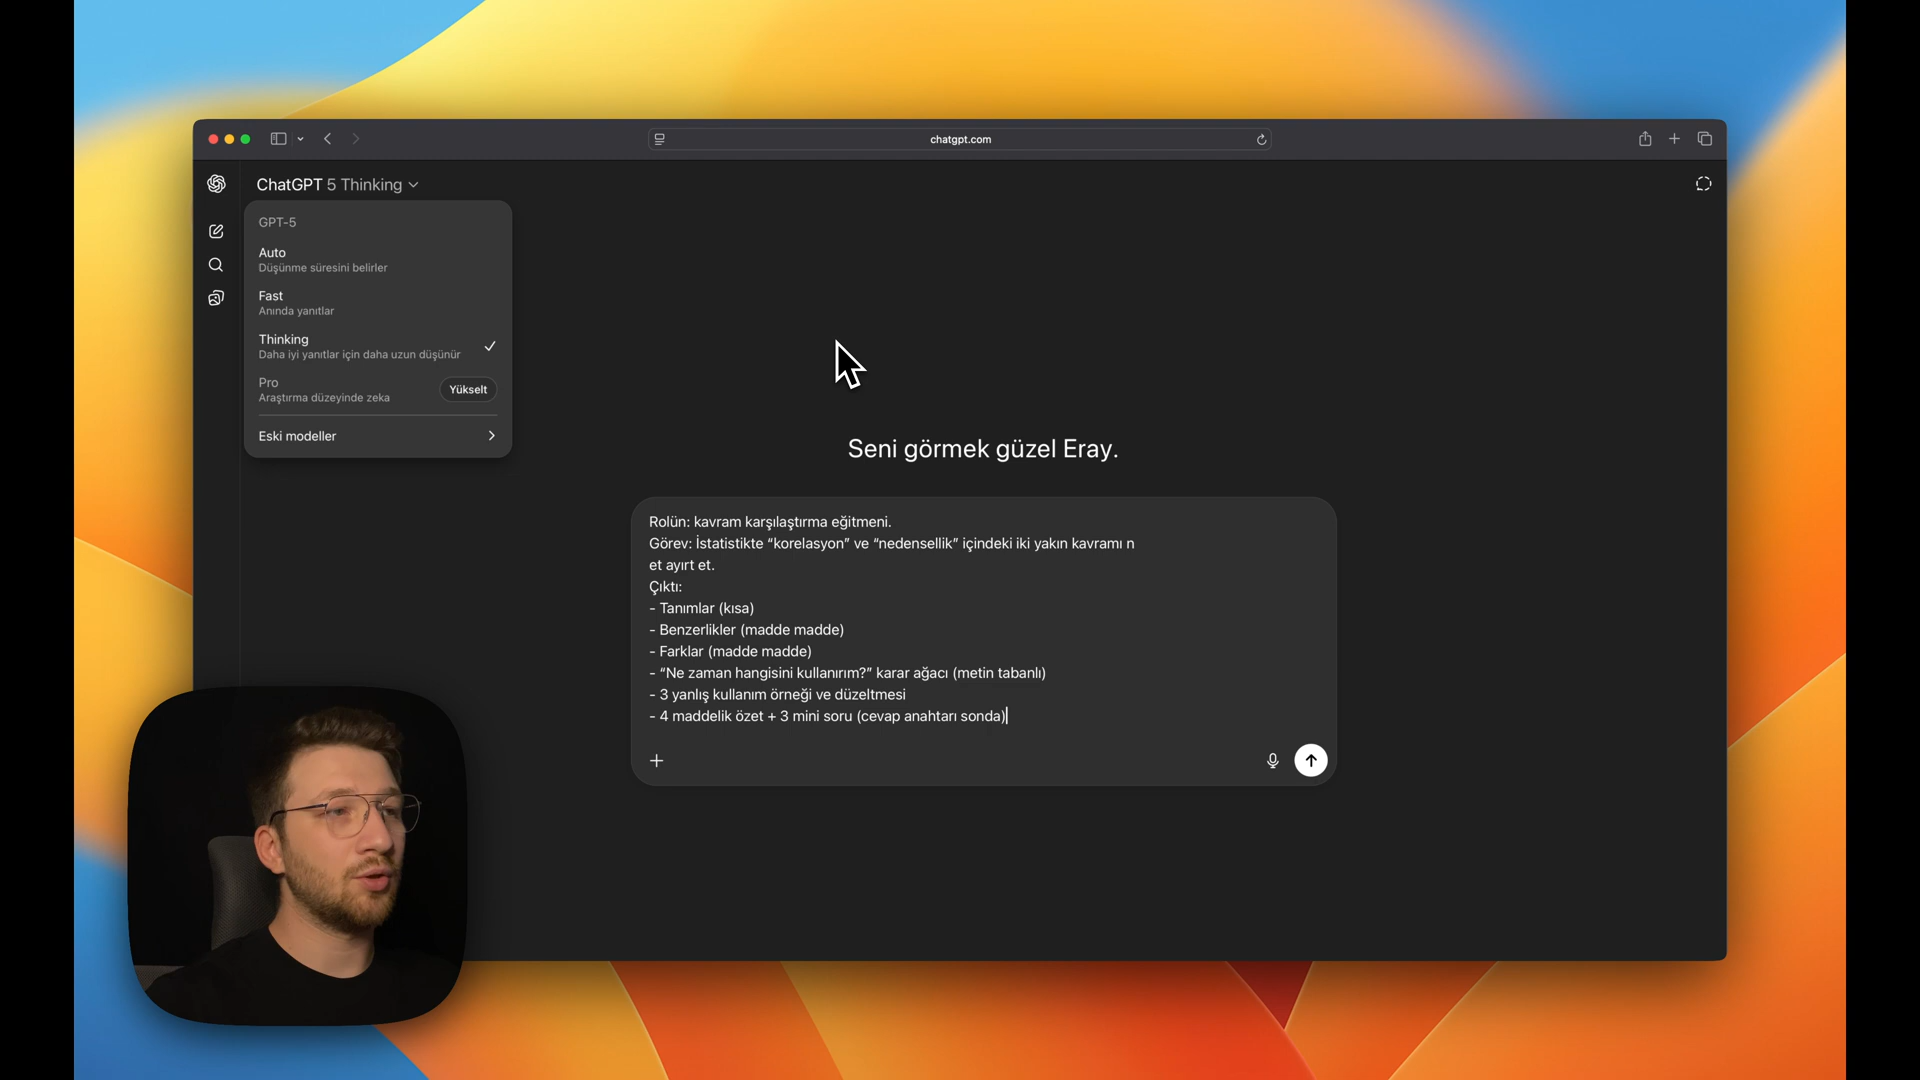 chatgpt.com
ChatGPT 5 Thinking
GPT-5
Auto
Düşünme süresini belirler
Fast
Anında yanıtlar
Thinking
Daha iyi yanıtlar için daha uzun düşünür
Pro
Araştırma düzeyinde zeka
Yükselt
Eski modeller
Seni görmek güzel Eray.
Rolün: kavram karşılaştırma eğitmeni.
Görev: İstatistikte “korelasyon” ve “nedensellik” içindeki iki yakın kavramı n
et ayırt et.
Çıktı:
- Tanımlar (kısa)
- Benzerlikler (madde madde)
- Farklar (madde madde)
- “Ne zaman hangisini kullanırım?” karar ağacı (metin tabanlı)
- 3 yanlış kullanım örneği ve düzeltmesi
- 4 maddelik özet + 3 mini soru (cevap anahtarı sonda)